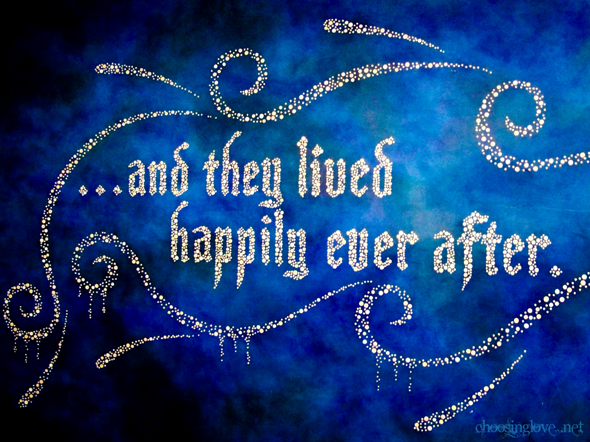 ...and they lived
happily ever after.
choosinglove.net